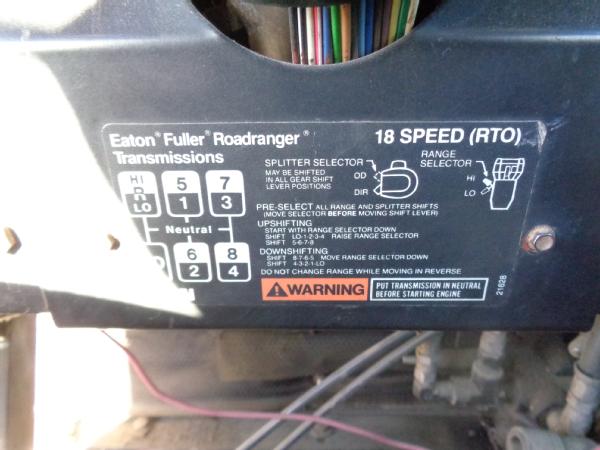 Eaton® Fuller® Roadranger®
Transmissions
18 SPEED (RTO)
SPLITTER SELECTOR
MAY BE SHIFTED
IN ALL GEAR SHIFT
LEVER POSITIONS
OD
DIR
RANGE
SELECTOR
HI
LO
HI 5 7
R
LO 1 3
Neutral
6 8
2 4
PRE-SELECT ALL RANGE AND SPLITTER SHIFTS
(MOVE SELECTOR BEFORE MOVING SHIFT LEVER)
UPSHIFTING
START WITH RANGE SELECTOR DOWN
SHIFT LO-1-2-3-4 RAISE RANGE SELECTOR
SHIFT 5-6-7-8
DOWNSHIFTING
SHIFT 8-7-6-5 MOVE RANGE SELECTOR DOWN
SHIFT 4-3-2-1-LO
DO NOT CHANGE RANGE WHILE MOVING IN REVERSE
WARNING
PUT TRANSMISSION IN NEUTRAL
BEFORE STARTING ENGINE
21628